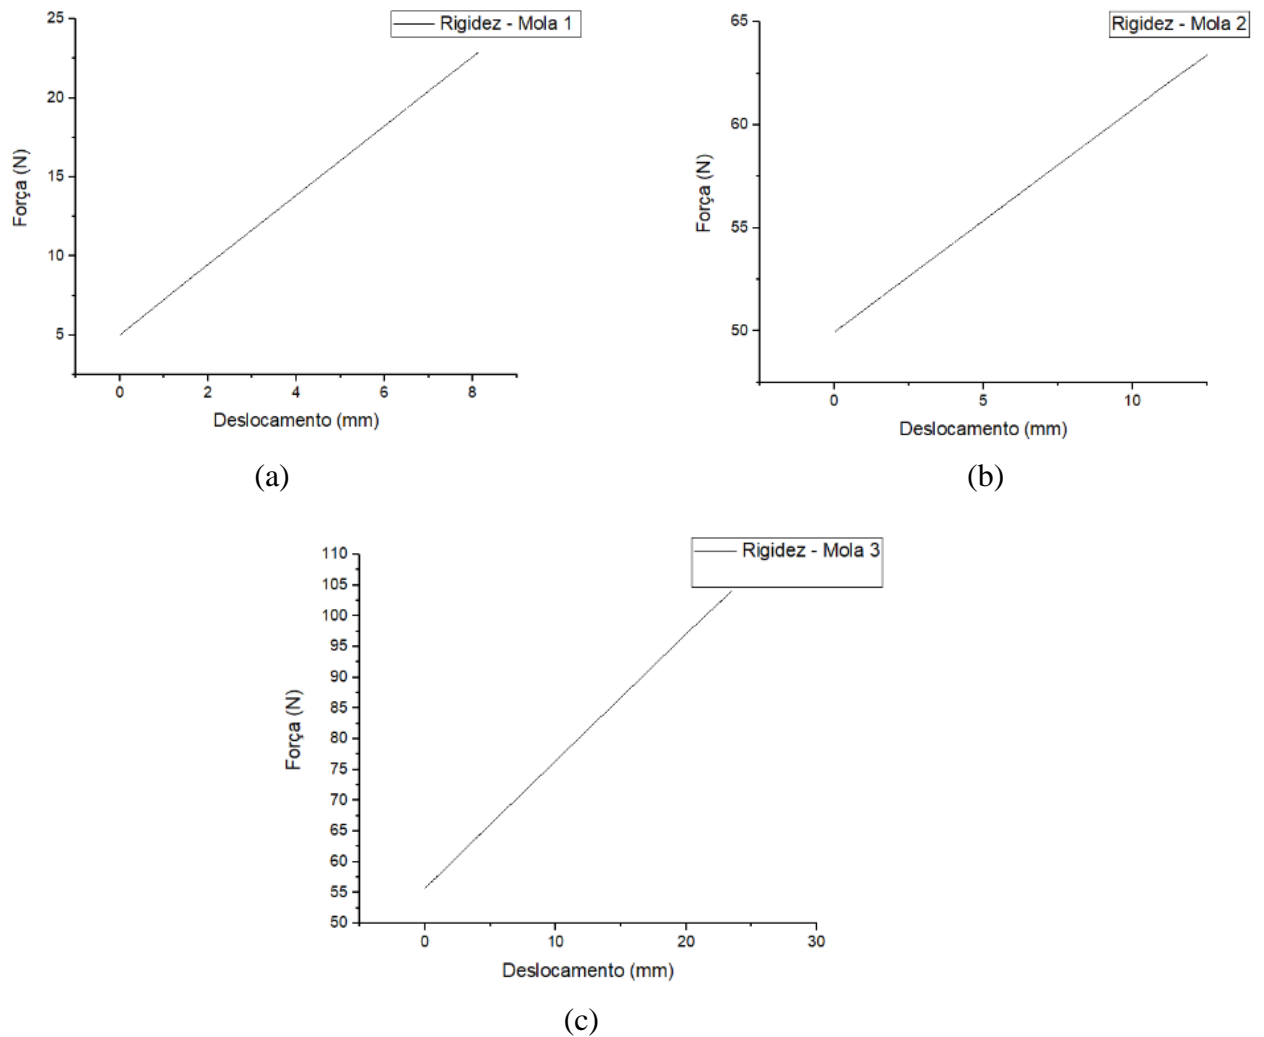 Rigidez - Mola 1
25
20
15
10
5
Força (N)
0 2 4 6 8
Deslocamento (mm)
(a)
Rigidez - Mola 2
65
60
55
50
Força (N)
0 5 10
Deslocamento (mm)
(b)
Rigidez - Mola 3
110
105
100
95
90
85
80
75
70
65
60
55
50
Força (N)
0 10 20 30
Deslocamento (mm)
(c)